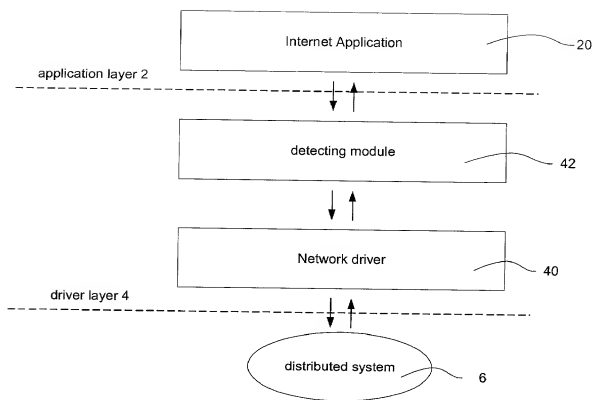 Internet Application
20
application layer 2
detecting module
42
Network driver
40
driver layer 4
distributed system
6